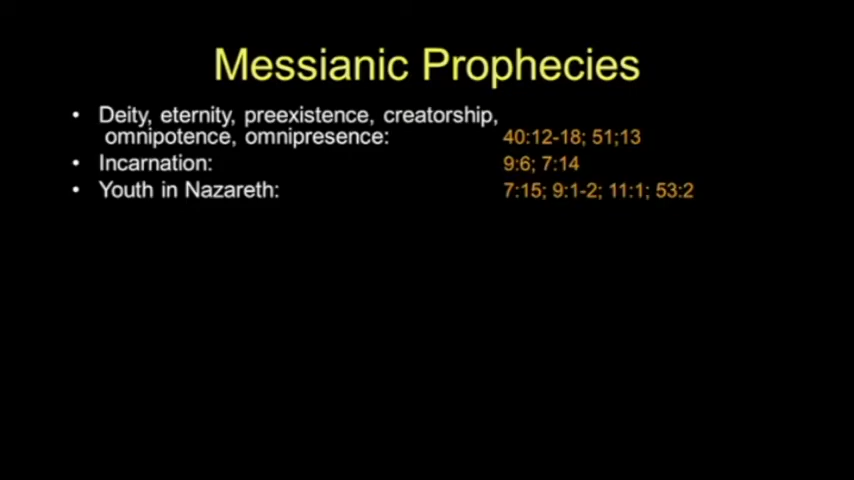 Messianic Prophecies
• Deity, eternity, preexistence, creatorship,
omnipotence, omnipresence: 40:12-18; 51;13
• Incarnation: 9:6; 7:14
• Youth in Nazareth: 7:15; 9:1-2; 11:1; 53:2